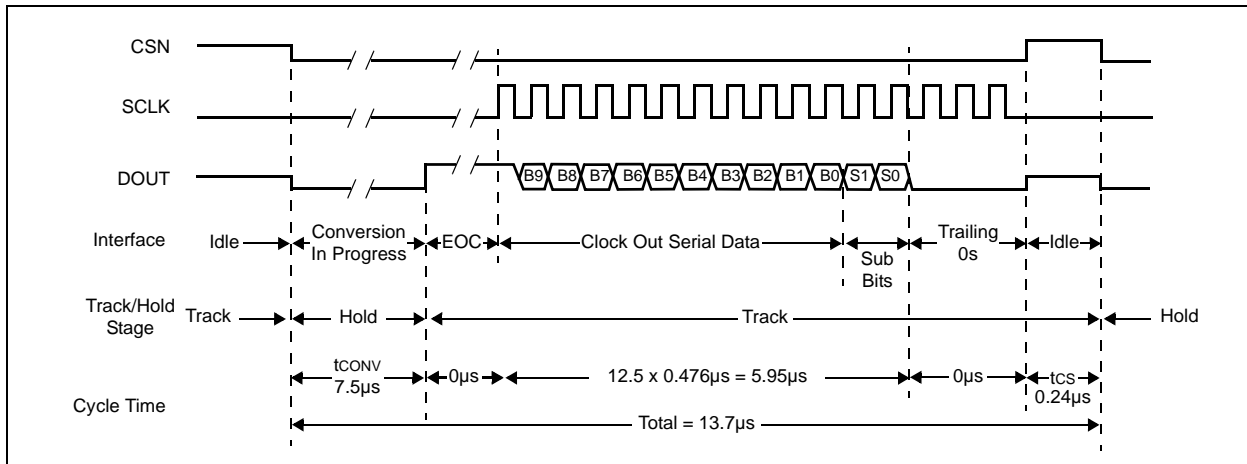 CSN
SCLK
DOUT
B9 B8 B7 B6 B5 B4 B3 B2 B1 B0 S1 S0
Interface
Idle
Conversion
In Progress
EOC
Clock Out Serial Data
Sub
Bits
Trailing
0s
Idle
Track/Hold
Stage
Track
Hold
Track
Hold
Cycle Time
tCONV
7.5µs
0µs
12.5 x 0.476µs = 5.95µs
0µs
tCS
0.24µs
Total = 13.7µs